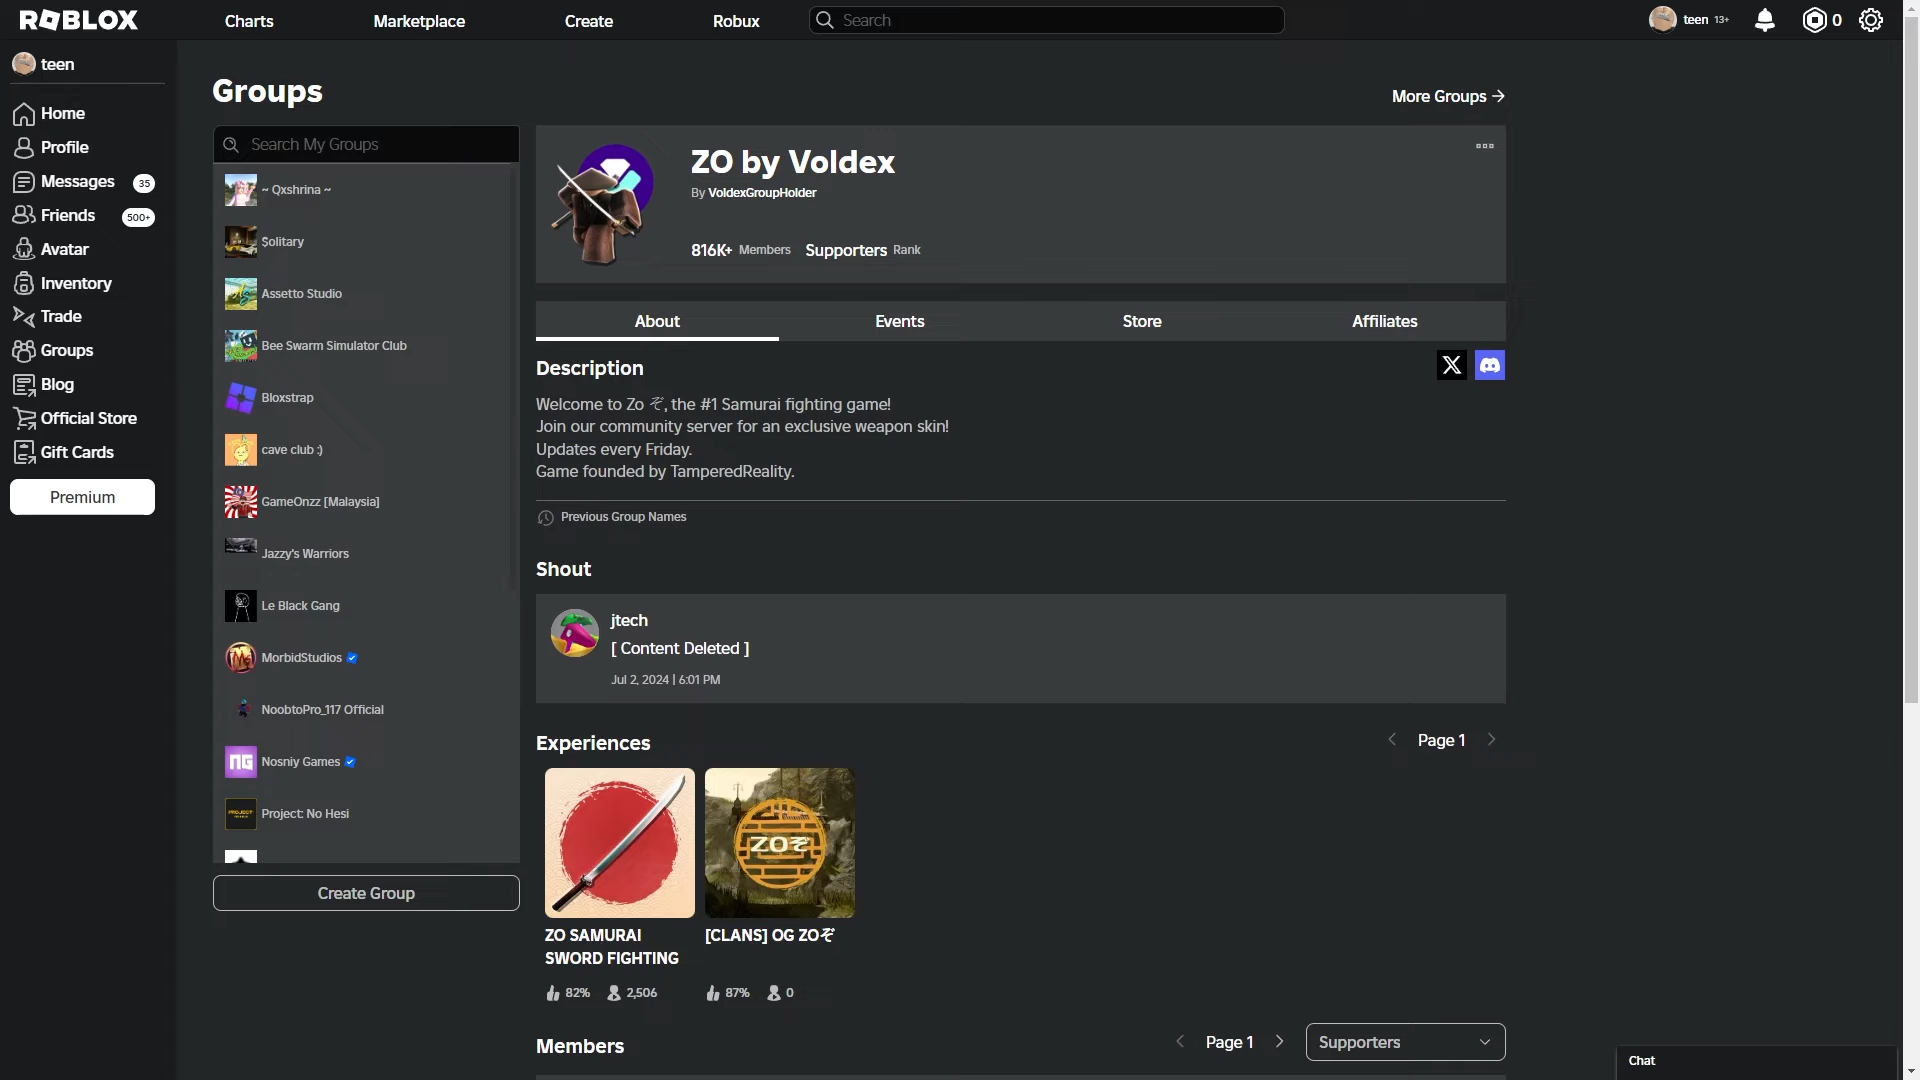 ROBLOX
Charts
Marketplace
Create
Robux
Search
teen 13+
0
teen
Home
Profile
Messages 35
Friends 500+
Avatar
Inventory
Trade
Groups
Blog
Official Store
Gift Cards
Premium
Groups
More Groups
Search My Groups
~ Qxshrina ~
$olitary
Assetto Studio
Bee Swarm Simulator Club
Bloxstrap
cave club :)
GameOnzz [Malaysia]
Jazzy's Warriors
Le Black Gang
MorbidStudios
NoobtoPro_117 Official
NG
Nosniy Games
PROJECT:
Project: No Hesi
Create Group
ZO by Voldex
By VoldexGroupHolder
816K+ Members Supporters Rank
About
Events
Store
Affiliates
Description
Welcome to Zo ぞ, the #1 Samurai fighting game!
Join our community server for an exclusive weapon skin!
Updates every Friday.
Game founded by TamperedReality.
Previous Group Names
Shout
jtech
[ Content Deleted ]
Jul 2, 2024 | 6:01 PM
Experiences
Page 1
ZOぞ
ZO SAMURAI
SWORD FIGHTING
82% 2,506
[CLANS] OG ZOぞ
87% 0
Members
Page 1
Supporters
Chat